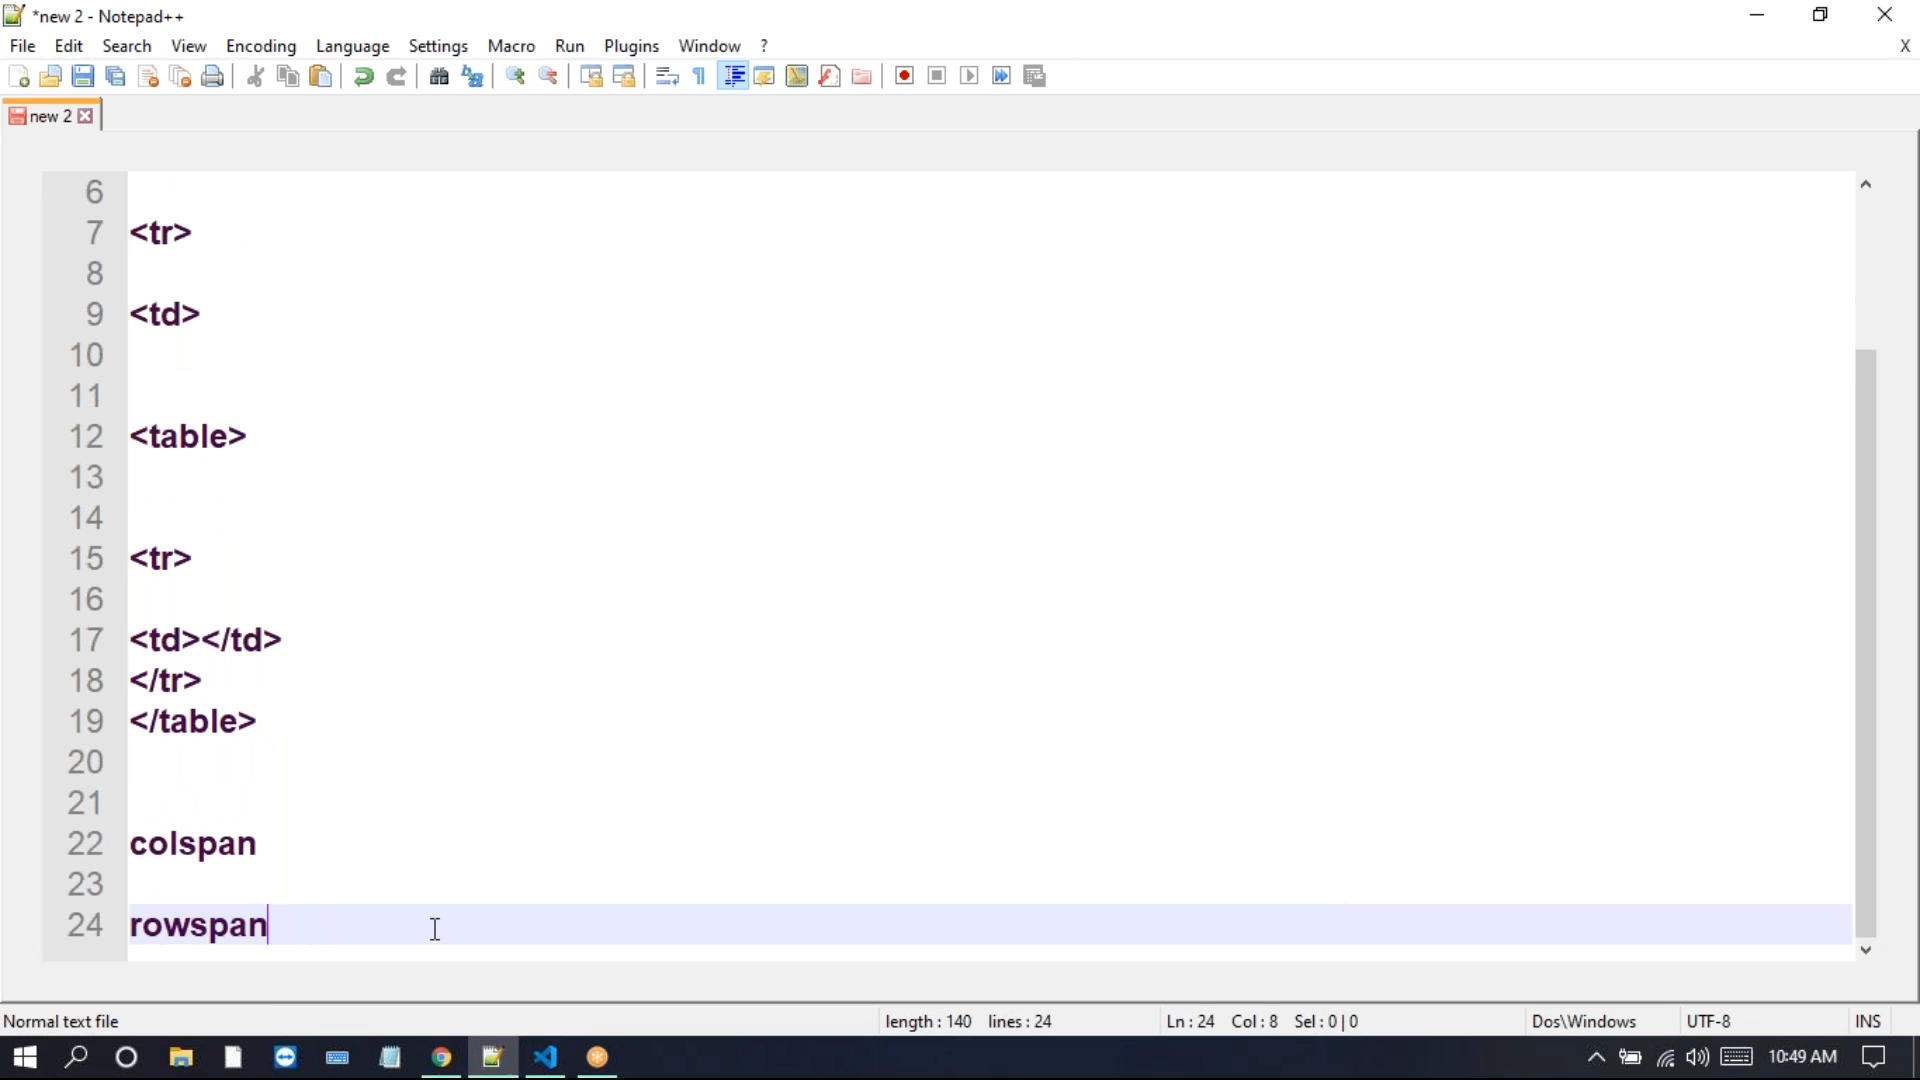 *new 2 - Notepad++
File Edit Search View Encoding Language Settings Macro Run Plugins Window ? X
new 2
6
7 <tr>
8
9 <td>
10
11
12 <table>
13
14
15 <tr>
16
17 <td></td>
18 </tr>
19 </table>
20
21
22 colspan
23
24 rowspan
Normal text file length : 140 lines : 24 Ln : 24 Col : 8 Sel : 0 | 0 Dos\Windows UTF-8 INS
10:49 AM